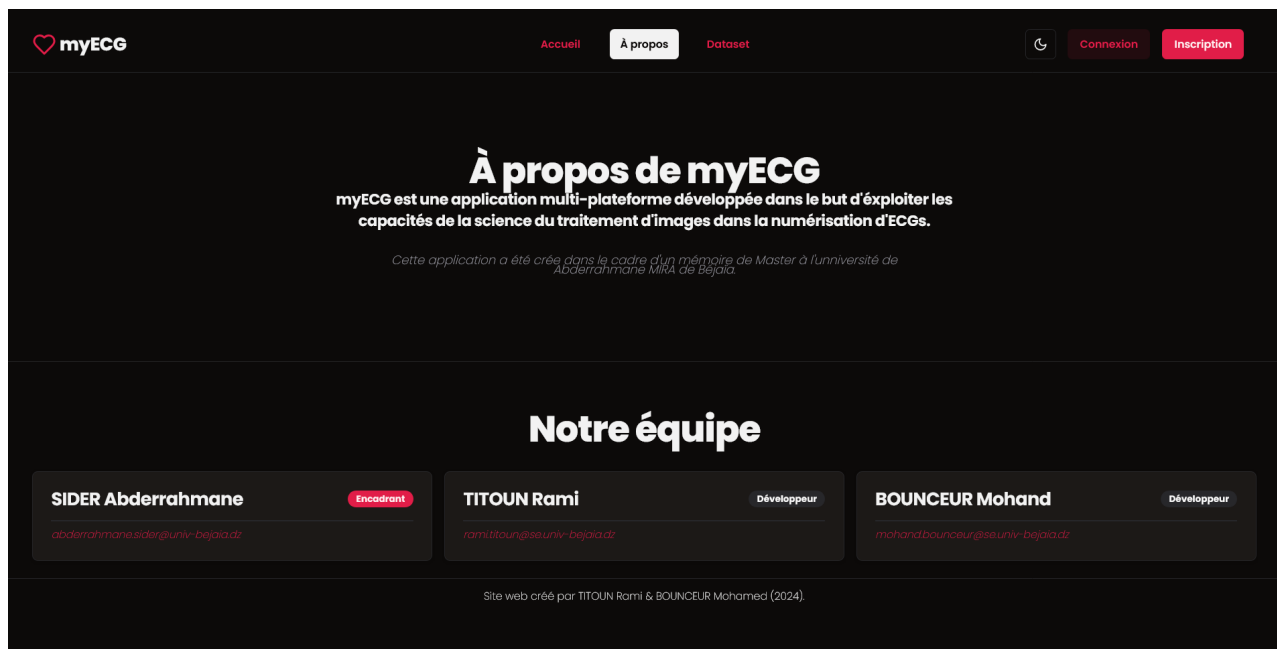 myECG
Accueil
À propos
Dataset
Connexion
Inscription
À propos de myECG
myECG est une application multi-plateforme développée dans le but d'éxploiter les
capacités de la science du traitement d'images dans la numérisation d'ECGs.
Cette application a été crée dans le cadre d'un mémoire de Master à l'unniversité de
Abderrahmane MIRA de Béjaïa.
Notre équipe
SIDER Abderrahmane
Encadrant
abderrahmane.sider@univ-bejaia.dz
TITOUN Rami
Développeur
rami.titoun@se.univ-bejaia.dz
BOUNCEUR Mohand
Développeur
mohand.bounceur@se.univ-bejaia.dz
Site web créé par TITOUN Rami & BOUNCEUR Mohamed (2024).